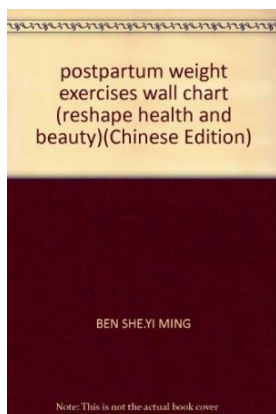 postpartum weight
exercises wall chart
(reshape health and
beauty)(Chinese Edition)
BEN SHE.YI MING
Note: This is not the actual book cover